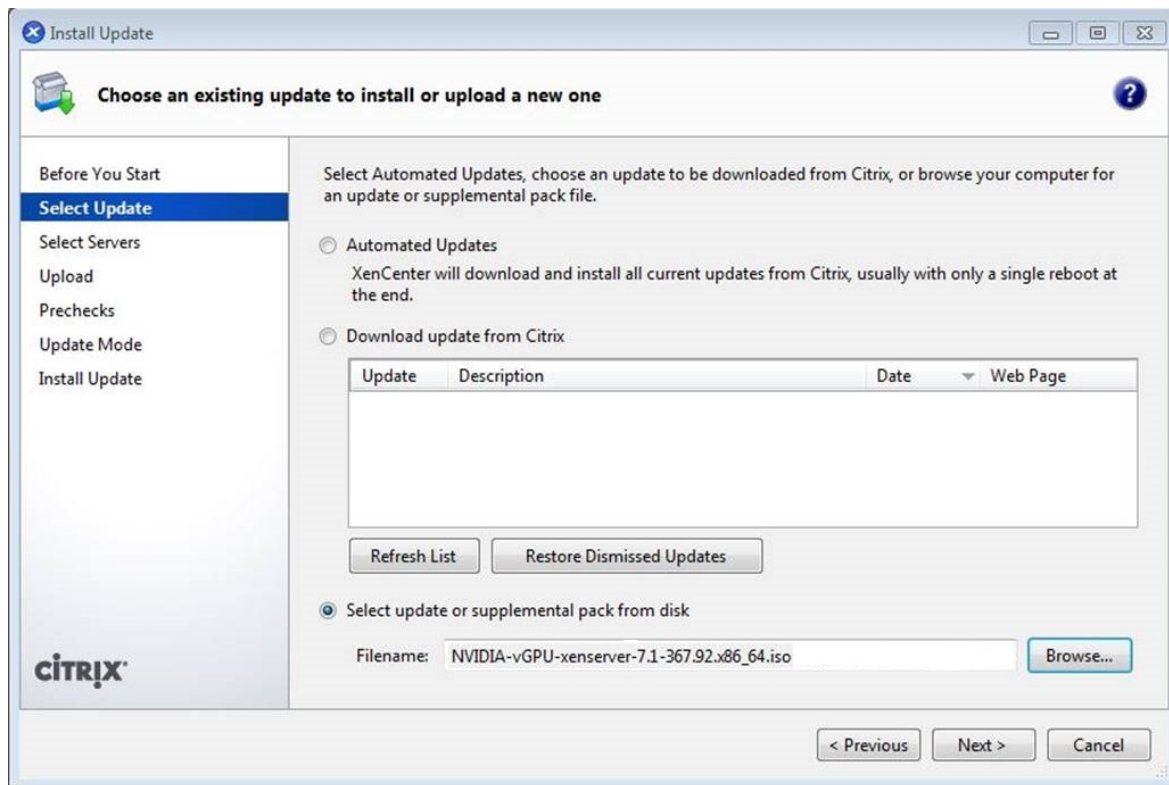 Install Update
Choose an existing update to install or upload a new one
?
Before You Start
Select Update
Select Servers
Upload
Prechecks
Update Mode
Install Update
CİTRIX
Select Automated Updates, choose an update to be downloaded from Citrix, or browse your computer for
an update or supplemental pack file.
Automated Updates
XenCenter will download and install all current updates from Citrix, usually with only a single reboot at
the end.
Download update from Citrix
Update Description Date Web Page
Refresh List Restore Dismissed Updates
Select update or supplemental pack from disk
Filename: NVIDIA-vGPU-xenserver-7.1-367.92.x86_64.iso Browse...
< Previous Next > Cancel